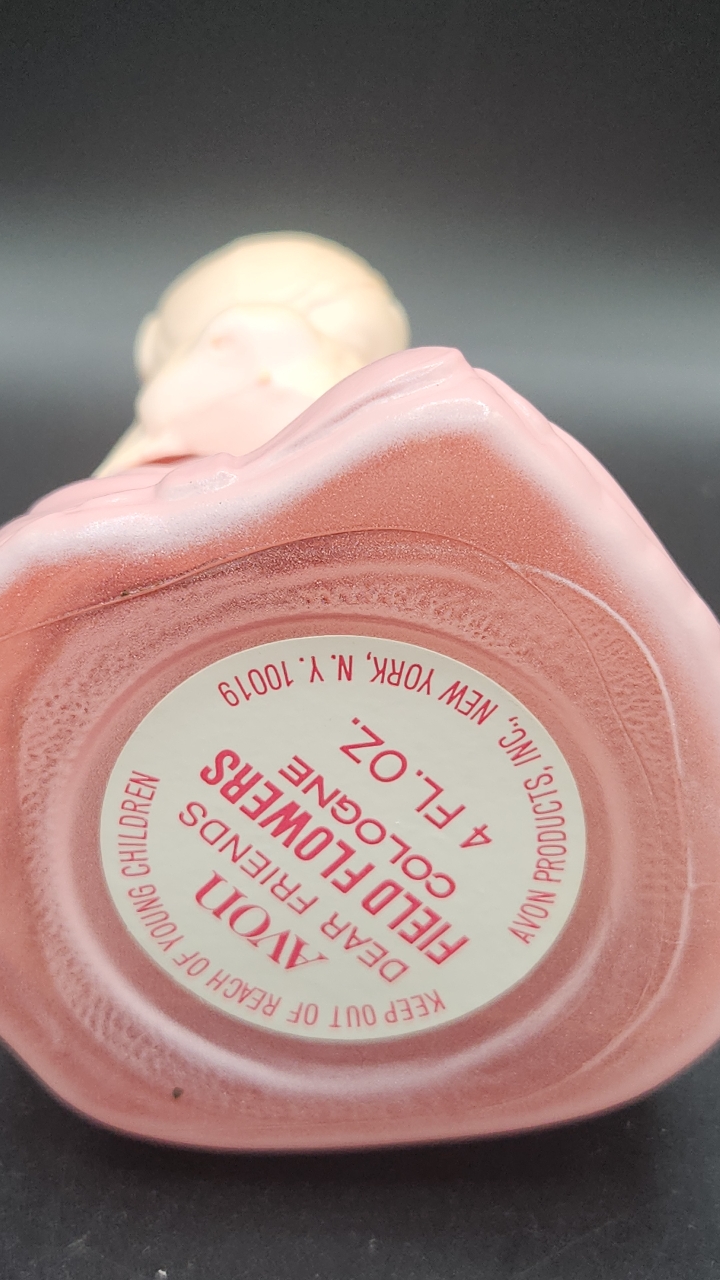 KEEP OUT OF REACH OF YOUNG CHILDREN
AVON
DEAR FRIENDS
FIELD FLOWERS
COLOGNE
4 FL. OZ.
AVON PRODUCTS, INC., NEW YORK, N.Y. 10019